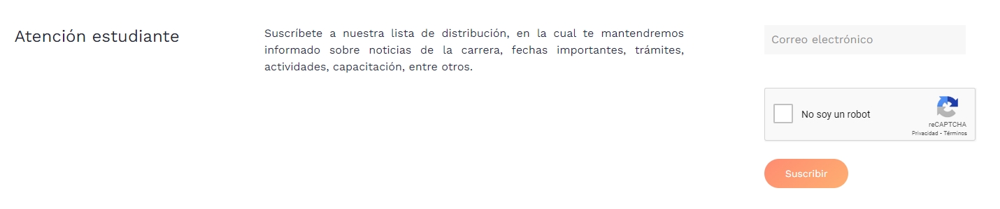 Atención estudiante
Suscríbete a nuestra lista de distribución, en la cual te mantendremos
informado sobre noticias de la carrera, fechas importantes, trámites,
actividades, capacitación, entre otros.
Correo electrónico
No soy un robot
reCAPTCHA
Privacidad - Términos
Suscribir